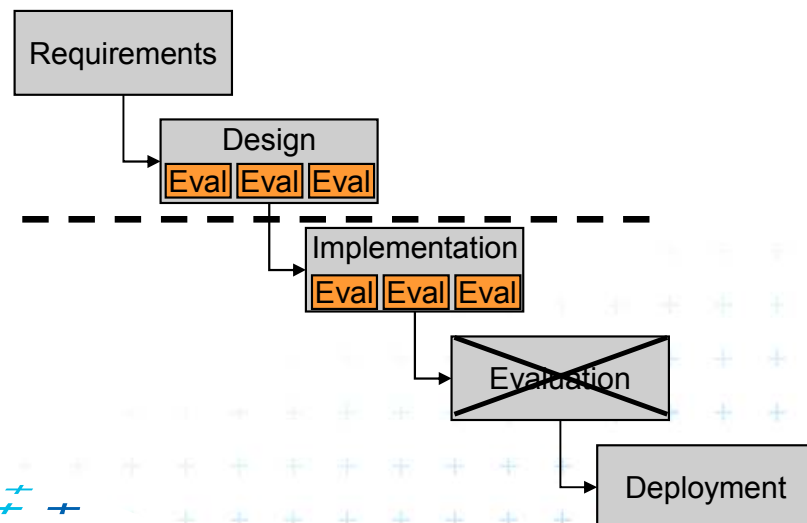 Requirements
Design
Eval Eval Eval
Implementation
Eval Eval Eval
Evaluation
Deployment